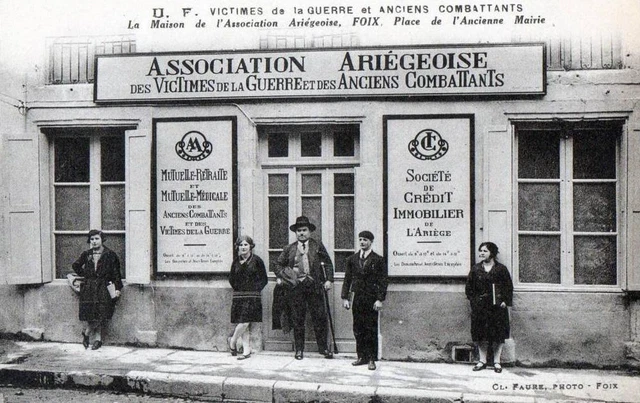 U. F. VICTIMES de la GUERRE et ANCIENS COMBATTANTS
La Maison de l'Association Ariégeoise, FOIX. Place de l'Ancienne Mairie
ASSOCIATION ARIÉGEOISE
DES VICTIMES DE LA GUERRE ET DES ANCIENS COMBATTANTS
AA
MUTUELLE-RETRAITE
ET
MUTUELLE-MÉDICALE
DES
ANCIENS COMBATTANTS
ET DES
VICTIMES DE LA GUERRE
SOCIÉTÉ
DE
CRÉDIT
IMMOBILIER
DE
L'ARIÈGE
CL. FAURE, PHOTO - FOIX